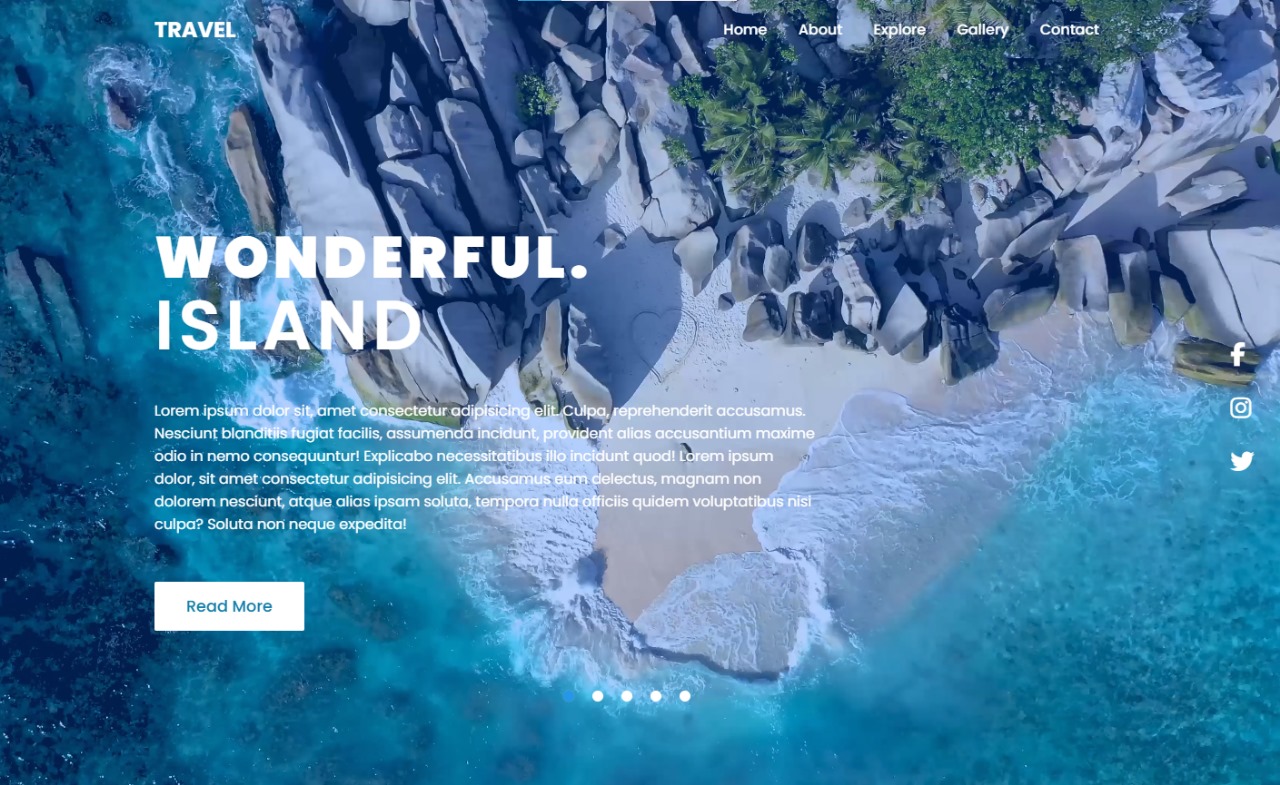 TRAVEL
Home About Explore Gallery Contact
WONDERFUL.
ISLAND
Lorem ipsum dolor sit, amet consectetur adipisicing elit. Culpa, reprehenderit accusamus.
Nesciunt blanditiis fugiat facilis, assumenda incidunt, provident alias accusantium maxime
odio in nemo consequuntur! Explicabo necessitatibus illo incidunt quod! Lorem ipsum
dolor, sit amet consectetur adipisicing elit. Accusamus eum delectus, magnam non
dolorem nesciunt, atque alias ipsam soluta, tempora nulla officiis quidem voluptatibus nisi
culpa? Soluta non neque expedita!
Read More